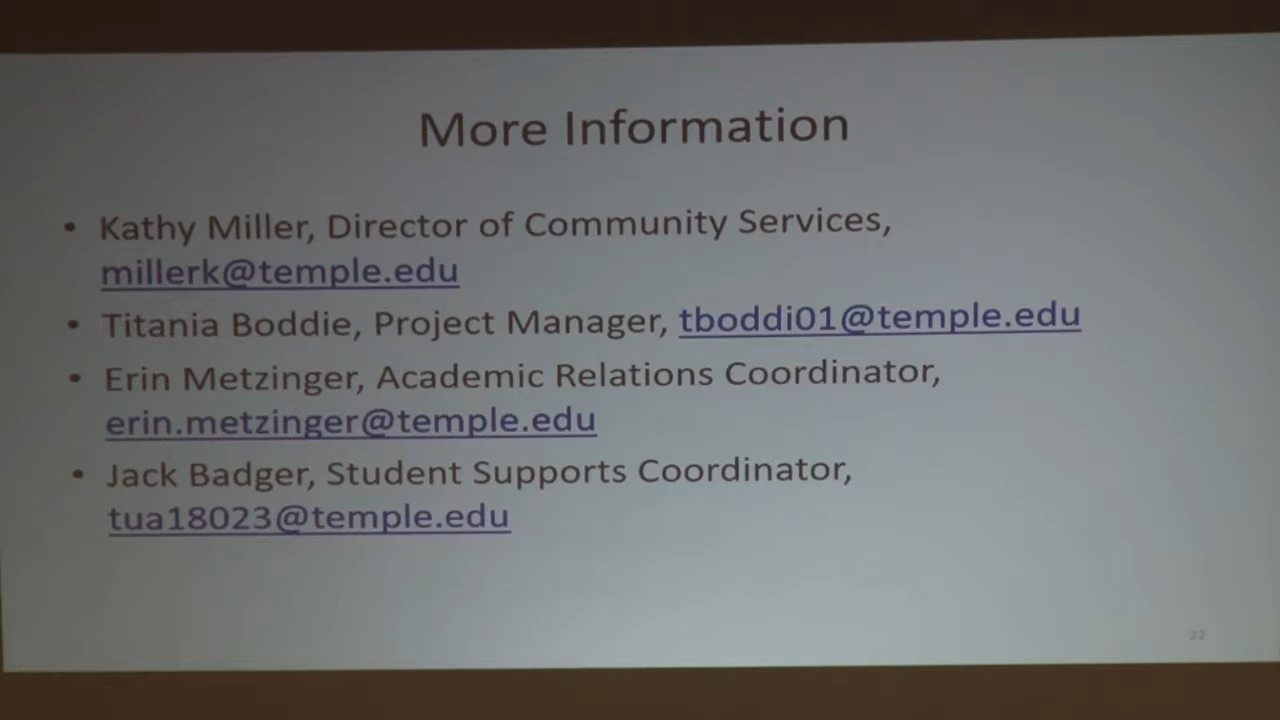 More Information
• Kathy Miller, Director of Community Services,
millerk@temple.edu
• Titania Boddie, Project Manager, tboddi01@temple.edu
• Erin Metzinger, Academic Relations Coordinator,
erin.metzinger@temple.edu
• Jack Badger, Student Supports Coordinator,
tua18023@temple.edu
22